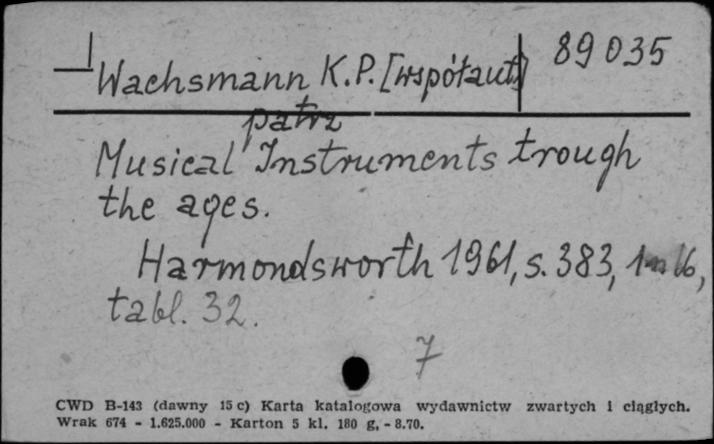 Wachsmann K.P. [współaut.] 89 035
patrz
Musical Instruments trough
the ages.
Harmondsworth 1961, s. 383,
tabl. 32.
7
CWD B-143 (dawny 15 c) Karta katalogowa wydawnictw zwartych i ciągłych.
Wrak 674 - 1.625.000 - Karton 5 kl. 180 g, - 8.70.